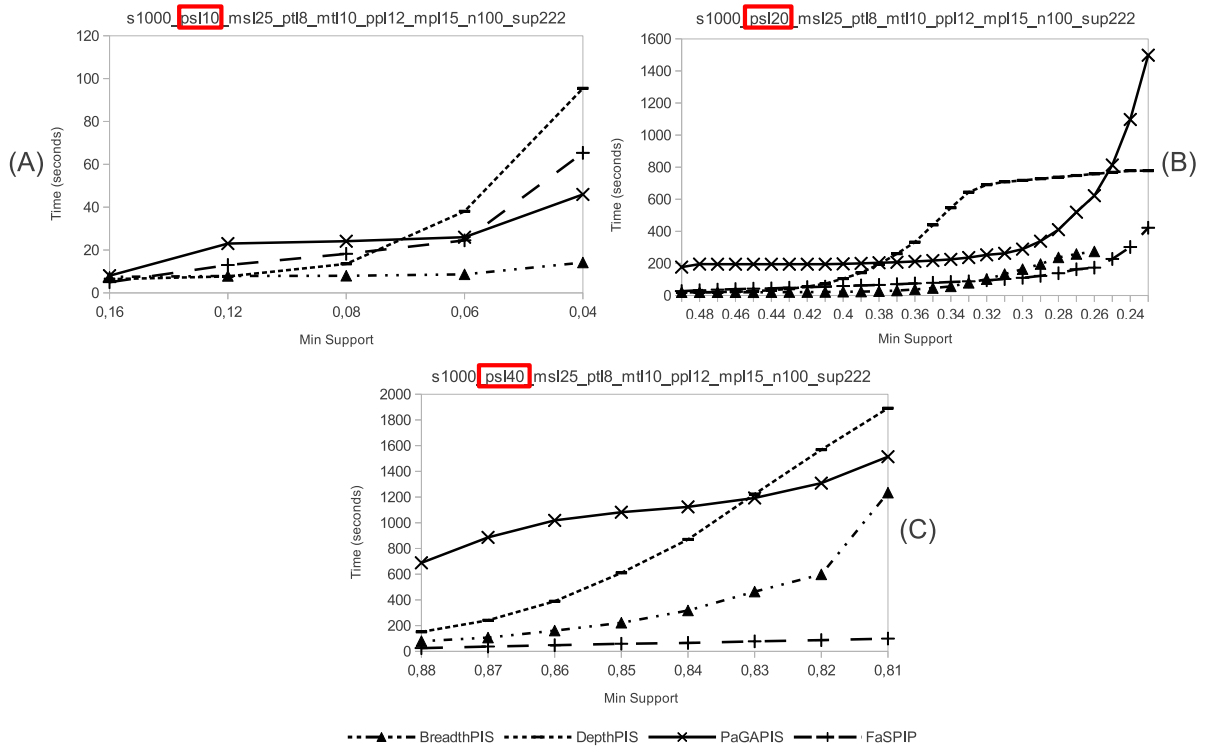 s1000_psl10_msl25_ptl8_mtl10_ppl12_mpl15_n100_sup222
120
100
80
60
40
20
0
Time (seconds)
(A)
0,16 0,12 0,08 0,06 0,04
Min Support
s1000_psl20_msl25_ptl8_mtl10_ppl12_mpl15_n100_sup222
1600
1400
1200
1000
800
600
400
200
0
Time (seconds)
(B)
0.48 0.46 0.44 0.42 0.4 0.38 0.36 0.34 0.32 0.3 0.28 0.26 0.24
Min Support
s1000_psl40_msl25_ptl8_mtl10_ppl12_mpl15_n100_sup222
2000
1800
1600
1400
1200
1000
800
600
400
200
0
Time (seconds)
(C)
0,88 0,87 0,86 0,85 0,84 0,83 0,82 0,81
Min Support
BreadthPIS DepthPIS PaGAPIS FaSPIP